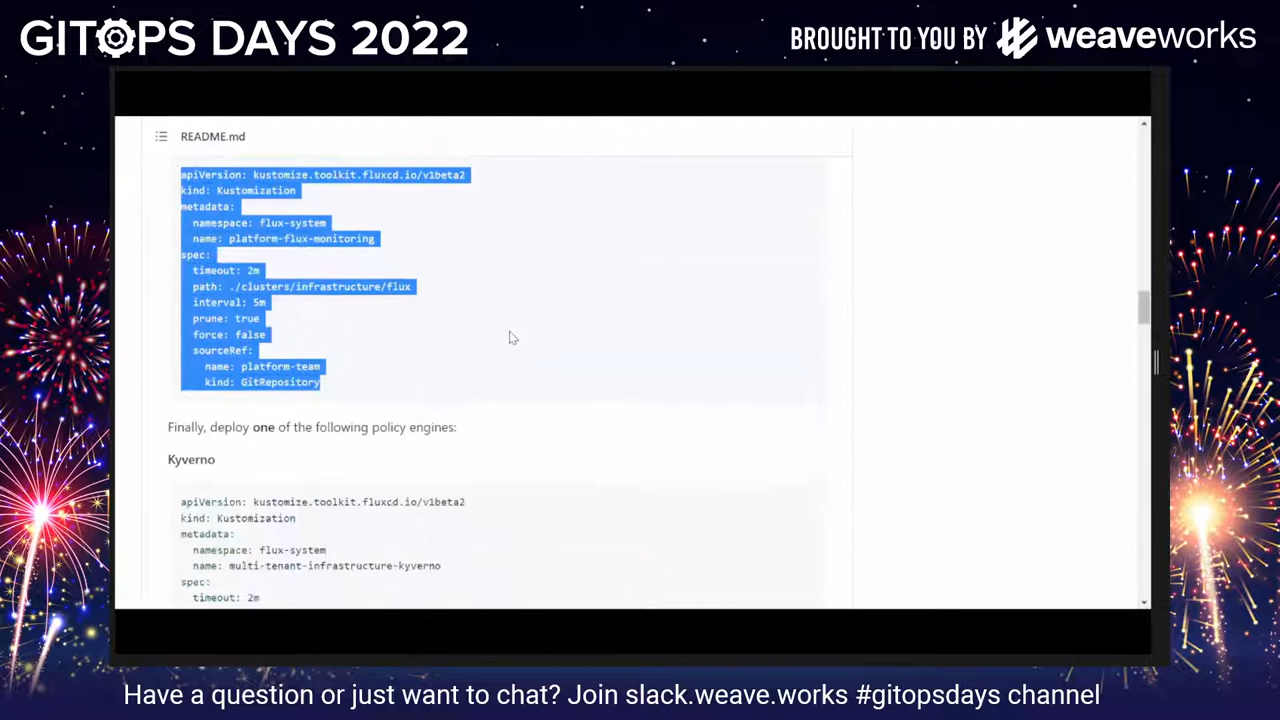 GITOPS DAYS 2022
BROUGHT TO YOU BY weaveworks
README.md
apiVersion: kustomize.toolkit.fluxcd.io/v1beta2
kind: Kustomization
metadata:
  namespace: flux-system
  name: platform-flux-monitoring
spec:
  timeout: 2m
  path: ./clusters/infrastructure/flux
  interval: 5m
  prune: true
  force: false
  sourceRef:
    name: platform-team
    kind: GitRepository
Finally, deploy one of the following policy engines:
Kyverno
apiVersion: kustomize.toolkit.fluxcd.io/v1beta2
kind: Kustomization
metadata:
  namespace: flux-system
  name: multi-tenant-infrastructure-kyverno
spec:
  timeout: 2m
Have a question or just want to chat? Join slack.weave.works #gitopsdays channel